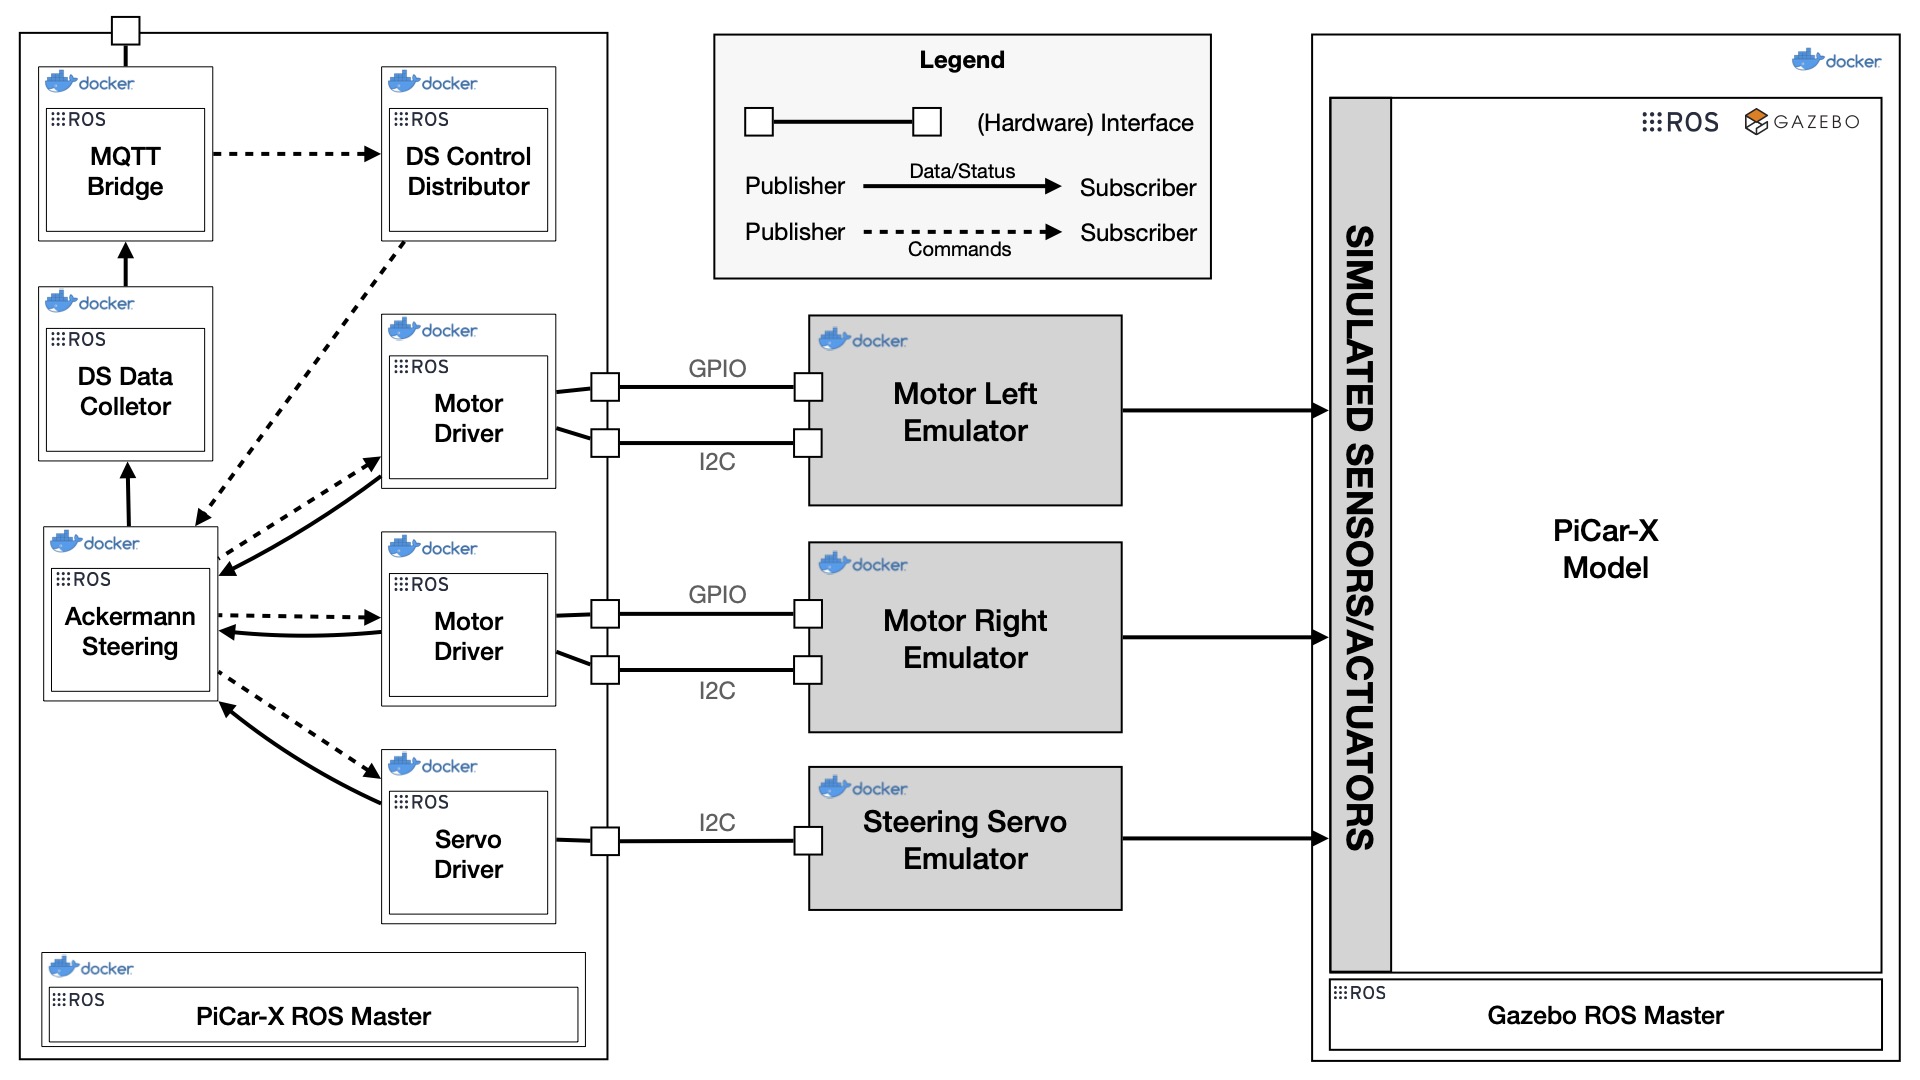 docker
ROS
MQTT
Bridge
docker
ROS
DS Control
Distributor
docker
ROS
DS Data
Colletor
docker
ROS
Motor
Driver
docker
ROS
Ackermann
Steering
docker
ROS
Motor
Driver
docker
ROS
Servo
Driver
docker
ROS
PiCar-X ROS Master
Legend
(Hardware) Interface
Publisher
Data/Status
Subscriber
Publisher
Commands
Subscriber
GPIO
I2C
docker
Motor Left
Emulator
GPIO
I2C
docker
Motor Right
Emulator
I2C
docker
Steering Servo
Emulator
docker
ROS
GAZEBO
SIMULATED SENSORS/ACTUATORS
PiCar-X
Model
ROS
Gazebo ROS Master